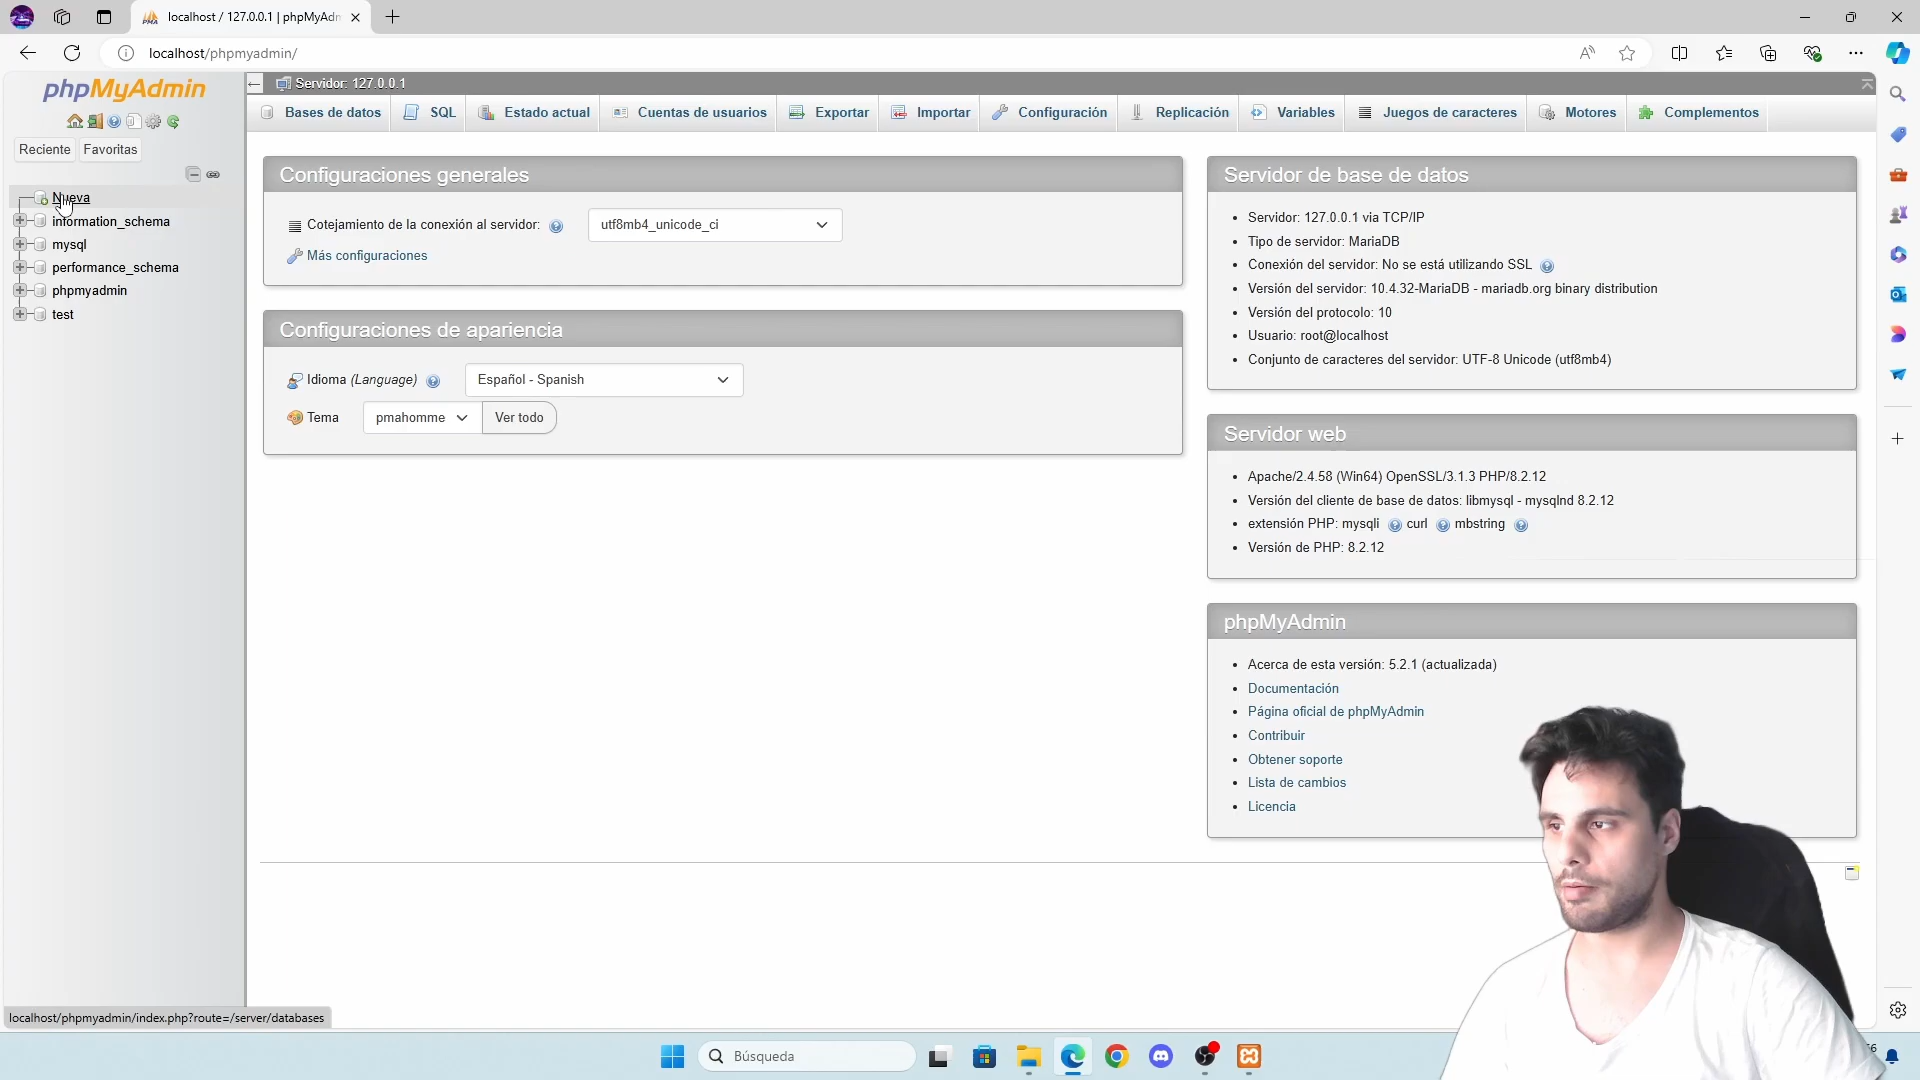 localhost / 127.0.0.1 | phpMyAdm
localhost/phpmyadmin/
phpMyAdmin
Reciente Favoritas
Nueva
information_schema
mysql
performance_schema
phpmyadmin
test
Servidor: 127.0.0.1
Bases de datos SQL Estado actual Cuentas de usuarios Exportar Importar Configuración Replicación Variables Juegos de caracteres Motores Complementos
Configuraciones generales
Cotejamiento de la conexión al servidor: utf8mb4_unicode_ci
Más configuraciones
Configuraciones de apariencia
Idioma (Language) Español - Spanish
Tema pmahomme Ver todo
Servidor de base de datos
Servidor: 127.0.0.1 via TCP/IP
Tipo de servidor: MariaDB
Conexión del servidor: No se está utilizando SSL
Versión del servidor: 10.4.32-MariaDB - mariadb.org binary distribution
Versión del protocolo: 10
Usuario: root@localhost
Conjunto de caracteres del servidor: UTF-8 Unicode (utf8mb4)
Servidor web
Apache/2.4.58 (Win64) OpenSSL/3.1.3 PHP/8.2.12
Versión del cliente de base de datos: libmysql - mysqlnd 8.2.12
extensión PHP: mysqli curl mbstring
Versión de PHP: 8.2.12
phpMyAdmin
Acerca de esta versión: 5.2.1 (actualizada)
Documentación
Página oficial de phpMyAdmin
Contribuir
Obtener soporte
Lista de cambios
Licencia
localhost/phpmyadmin/index.php?route=/server/databases
Búsqueda